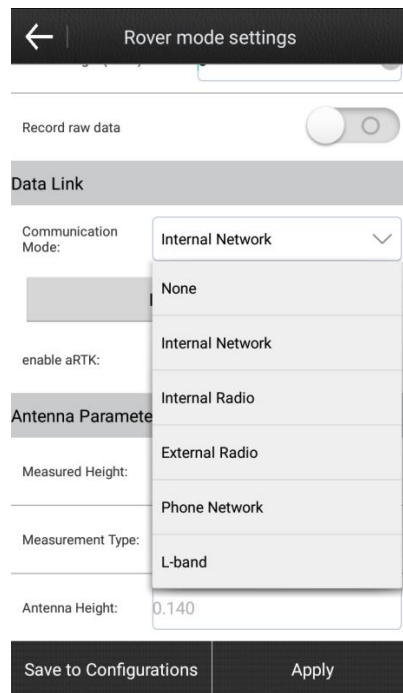 Rover mode settings
Record raw data
Data Link
Communication
Mode:
Internal Network
None
Internal Network
enable aRTK:
Internal Radio
Antenna Paramete
External Radio
Measured Height:
Phone Network
Measurement Type:
L-band
Antenna Height:
0.140
Save to Configurations
Apply